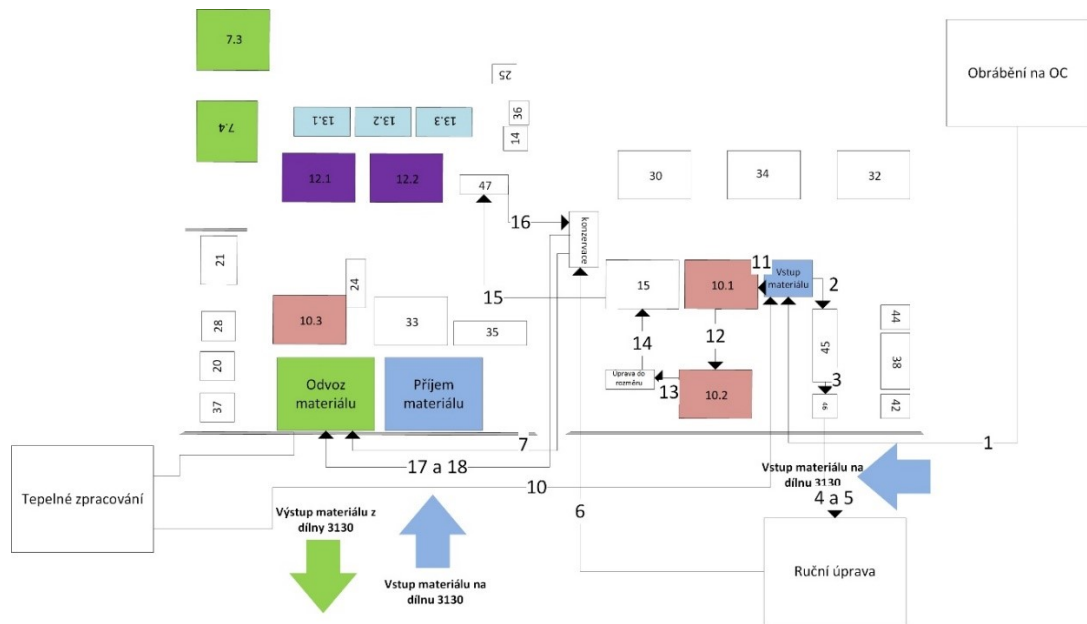 7.3
25
Obrábění na OC
7.4
13.1
13.2
13.3
36
14
12.1
12.2
47
30
34
32
16
konzervace
21
24
15
15
10.1
11
Vstup
materiálu
2
28
10.3
33
35
14
12
45
44
38
20
Odvoz
materiálu
Příjem
materiálu
Úprava do
rozměru
13
10.2
3
37
42
7
1
17 a 18
Tepelné zpracování
10
Vstup materiálu na
dílnu 3130
4 a 5
6
Výstup materiálu z
dílny 3130
Vstup materiálu na
dílnu 3130
Ruční úprava